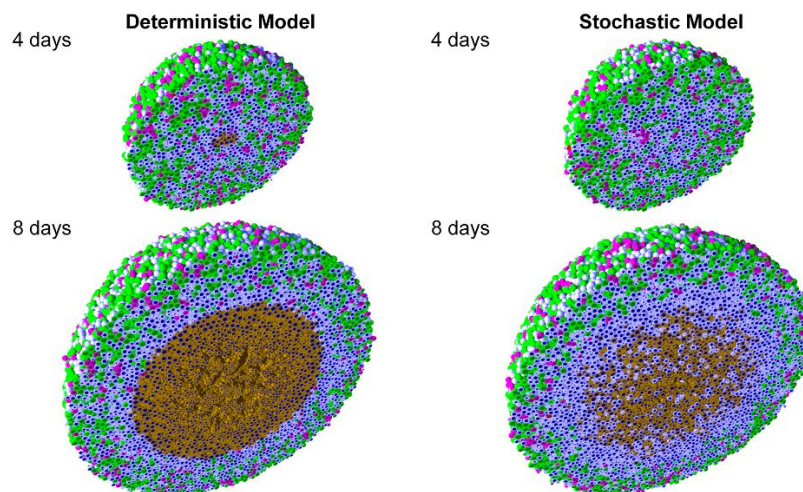 Deterministic Model
Stochastic Model
4 days
4 days
8 days
8 days